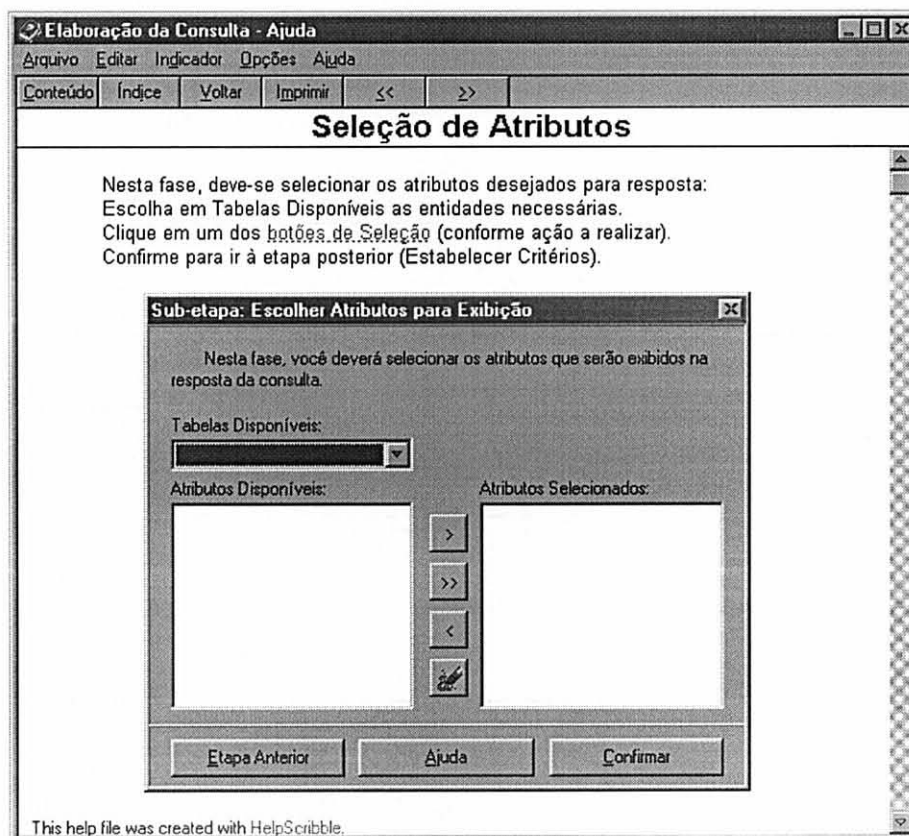 Elaboração da Consulta - Ajuda
Arquivo Editar Indicador Opções Ajuda
Conteúdo Índice Voltar Imprimir << >>
Seleção de Atributos
Nesta fase, deve-se selecionar os atributos desejados para resposta:
Escolha em Tabelas Disponíveis as entidades necessárias.
Clique em um dos botões de Seleção (conforme ação a realizar).
Confirme para ir à etapa posterior (Estabelecer Critérios).
Sub-etapa: Escolher Atributos para Exibição
Nesta fase, você deverá selecionar os atributos que serão exibidos na
resposta da consulta.
Tabelas Disponíveis:
Atributos Disponíveis: Atributos Selecionados:
>
>>
<
Etapa Anterior Ajuda Confirmar
This help file was created with HelpScribble.